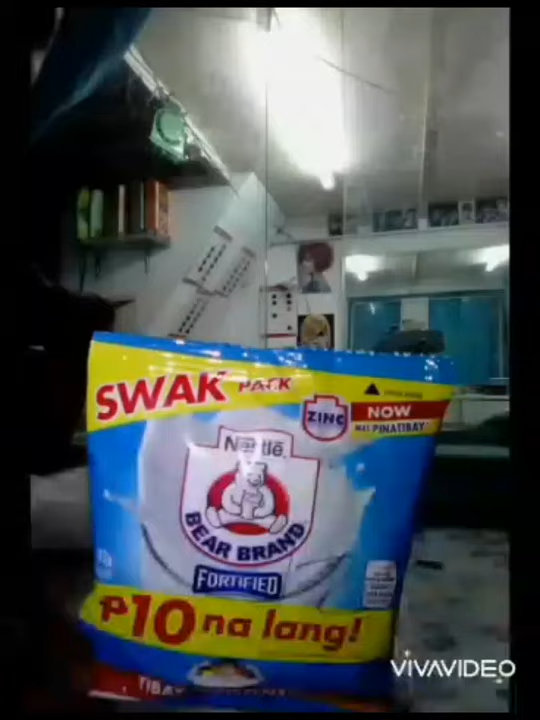 SWAK PACK
ZINC
NOW
MAS PINATIBAY
Nestlé
BEAR BRAND
FORTIFIED
₱10 na lang!
VIVAVIDEO